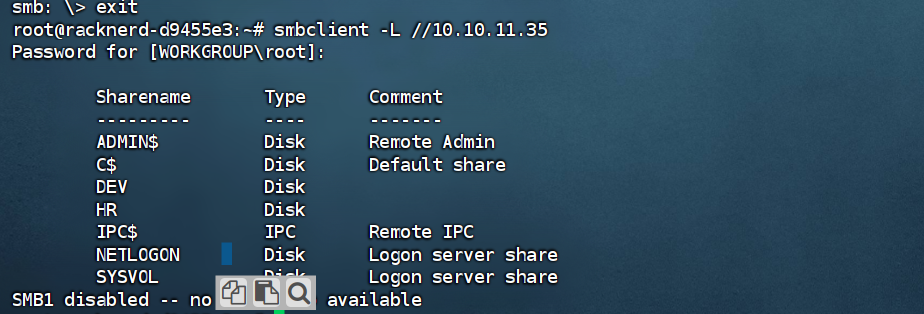 smb: \> exit
root@racknerd-d9455e3:~# smbclient -L //10.10.11.35
Password for [WORKGROUP\root]:
Sharename Type Comment
--------- ---- -------
ADMIN$ Disk Remote Admin
C$ Disk Default share
DEV Disk
HR Disk
IPC$ IPC Remote IPC
NETLOGON Disk Logon server share
SYSVOL Disk Logon server share
SMB1 disabled -- no available